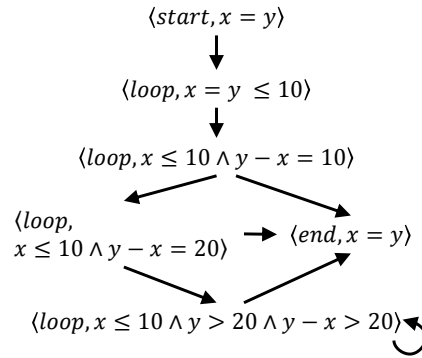 ⟨start, x = y⟩
⟨loop, x = y ≤ 10⟩
⟨loop, x ≤ 10 ∧ y − x = 10⟩
⟨loop,
x ≤ 10 ∧ y − x = 20⟩
⟨end, x = y⟩
⟨loop, x ≤ 10 ∧ y > 20 ∧ y − x > 20⟩